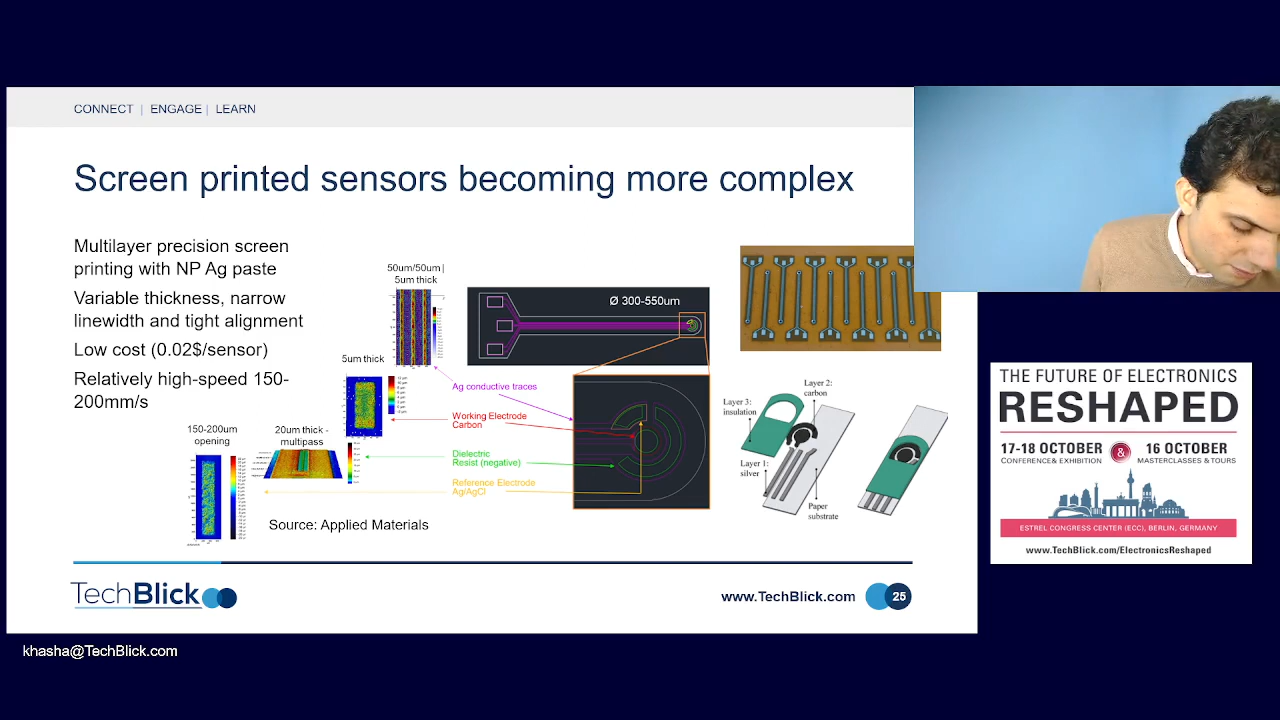 CONNECT | ENGAGE | LEARN
Screen printed sensors becoming more complex
Multilayer precision screen
printing with NP Ag paste
Variable thickness, narrow
linewidth and tight alignment
Low cost (0.02$/sensor)
Relatively high-speed 150-
200mm/s
50um/50um|
5um thick
5um thick
150-200um
opening
20um thick -
multipass
Ø 300-550um
Ag conductive traces
Working Electrode
Carbon
Dielectric
Resist (negative)
Reference Electrode
Ag/AgCl
Source: Applied Materials
Layer 2:
carbon
Layer 3:
insulation
Layer 1:
silver
Paper
substrate
TechBlick
www.TechBlick.com
25
THE FUTURE OF ELECTRONICS
RESHAPED
17-18 OCTOBER & 16 OCTOBER
CONFERENCE& EXHIBITION MASTERCLASSES & TOURS
ESTREL CONGRESS CENTER (ECC), BERLIN, GERMANY
www.TechBlick.com/ElectronicsReshaped
khasha@TechBlick.com